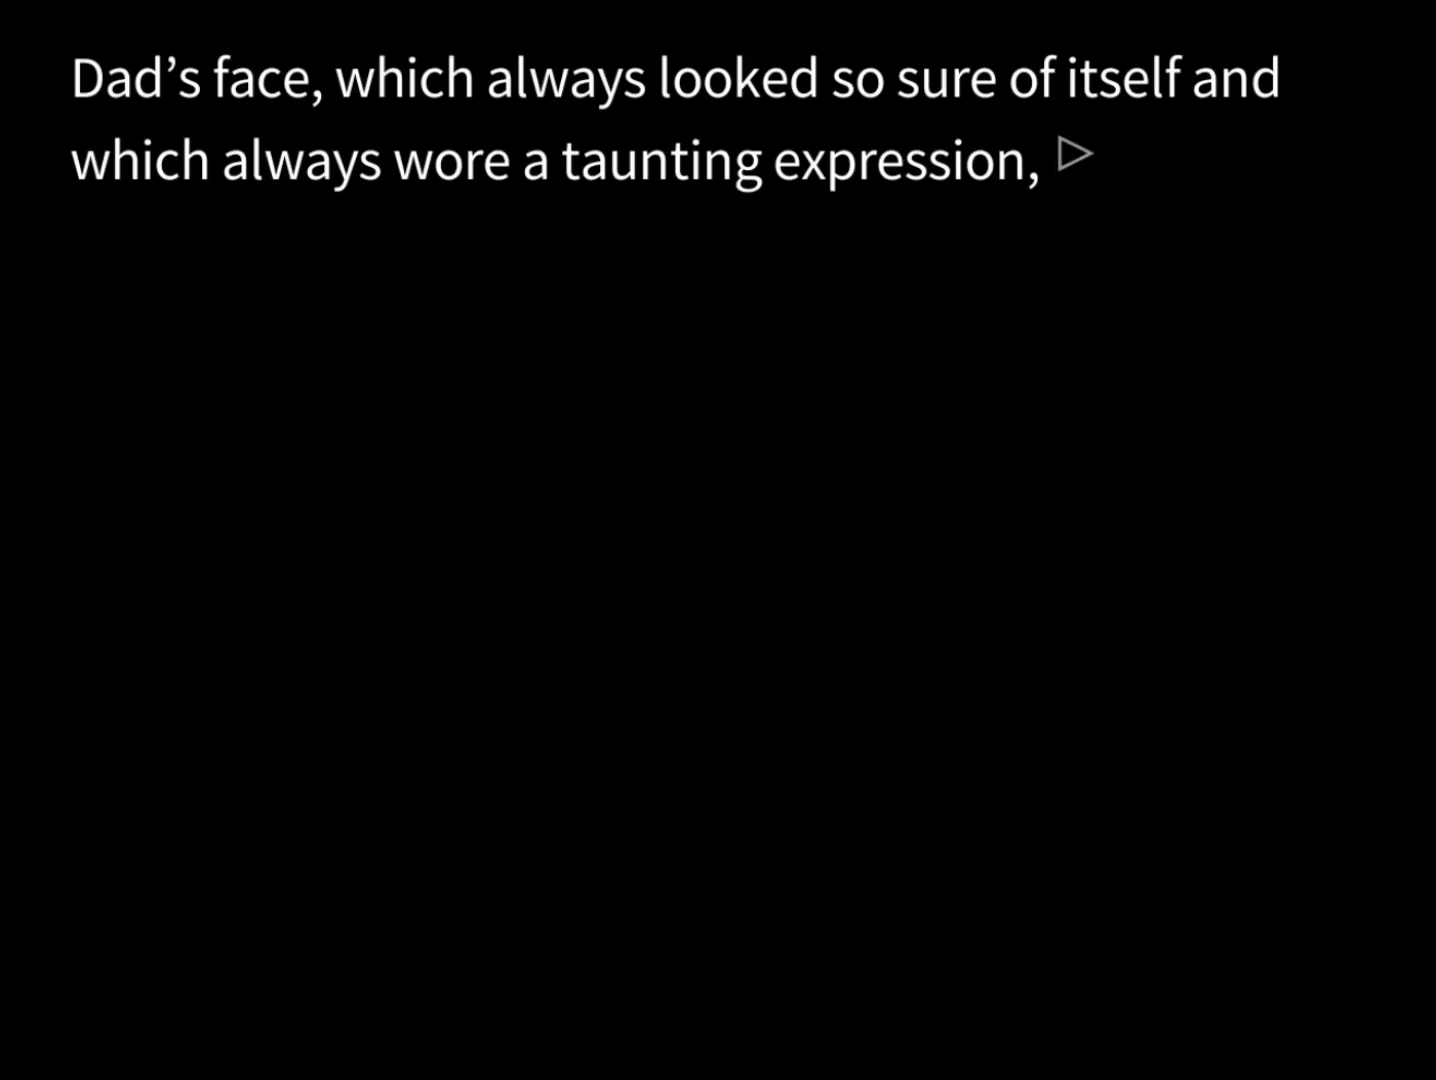 Dad’s face, which always looked so sure of itself and
which always wore a taunting expression,